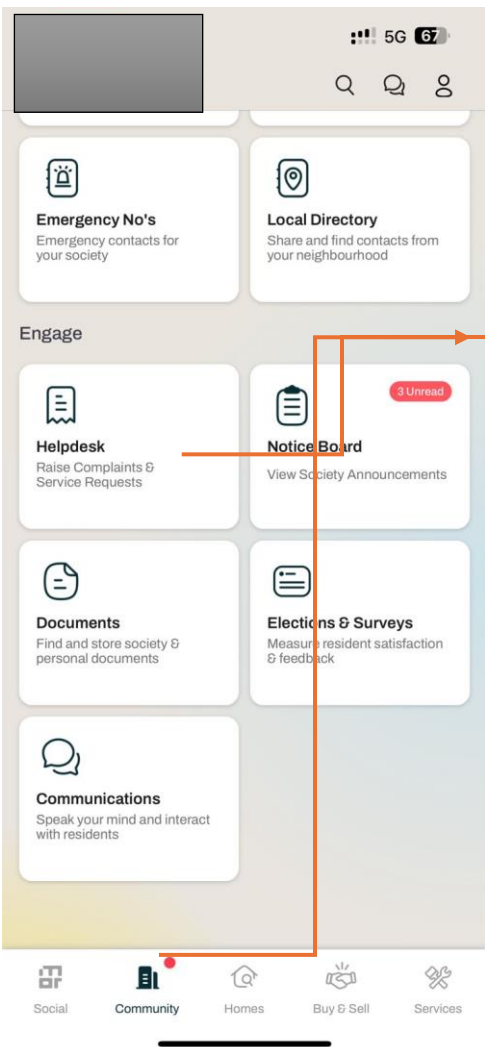 5G 67
Emergency No's
Emergency contacts for
your society
Local Directory
Share and find contacts from
your neighbourhood
Engage
Helpdesk
Raise Complaints &
Service Requests
3 Unread
Notice Board
View Society Announcements
Documents
Find and store society &
personal documents
Elections & Surveys
Measure resident satisfaction
& feedback
Communications
Speak your mind and interact
with residents
Social
Community
Homes
Buy & Sell
Services